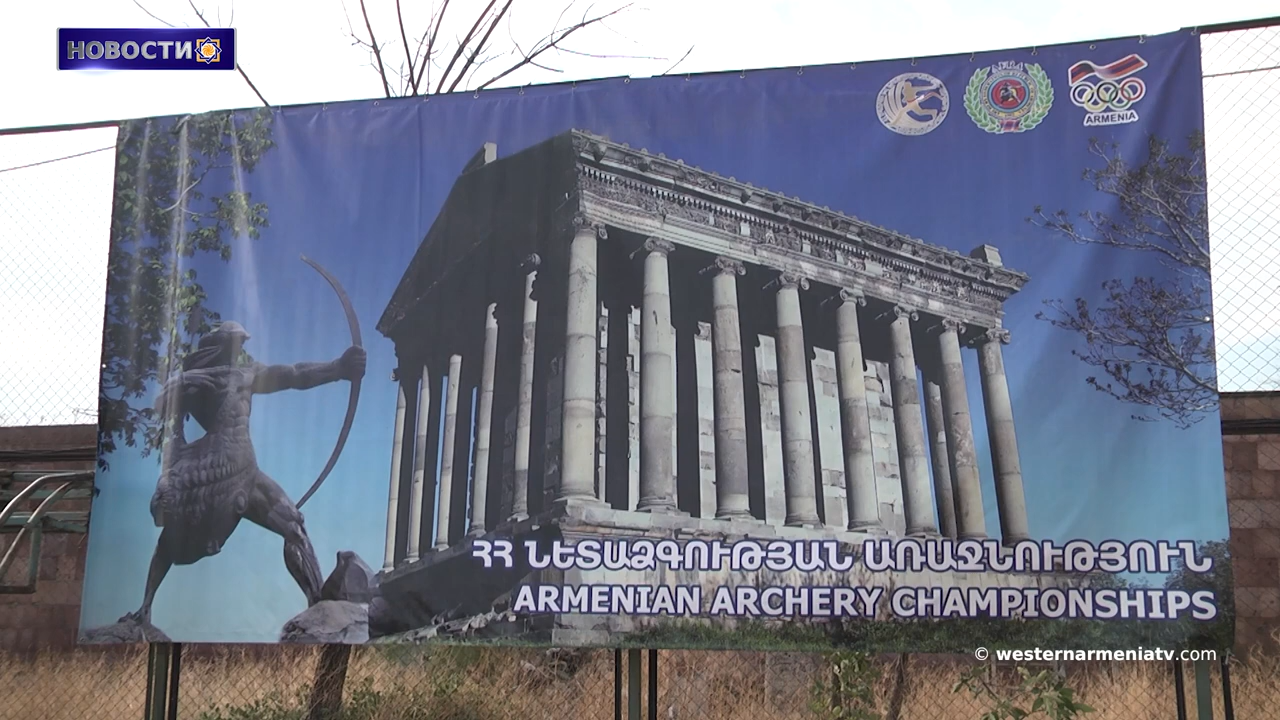 НОВОСТИ
ARMENIA
ՀՀ ՆԵՏԱՁԳՈՒԹՅԱՆ ԱՌԱՋՆՈՒԹՅՈՒՆ
ARMENIAN ARCHERY CHAMPIONSHIPS
© westernarmeniatv.com